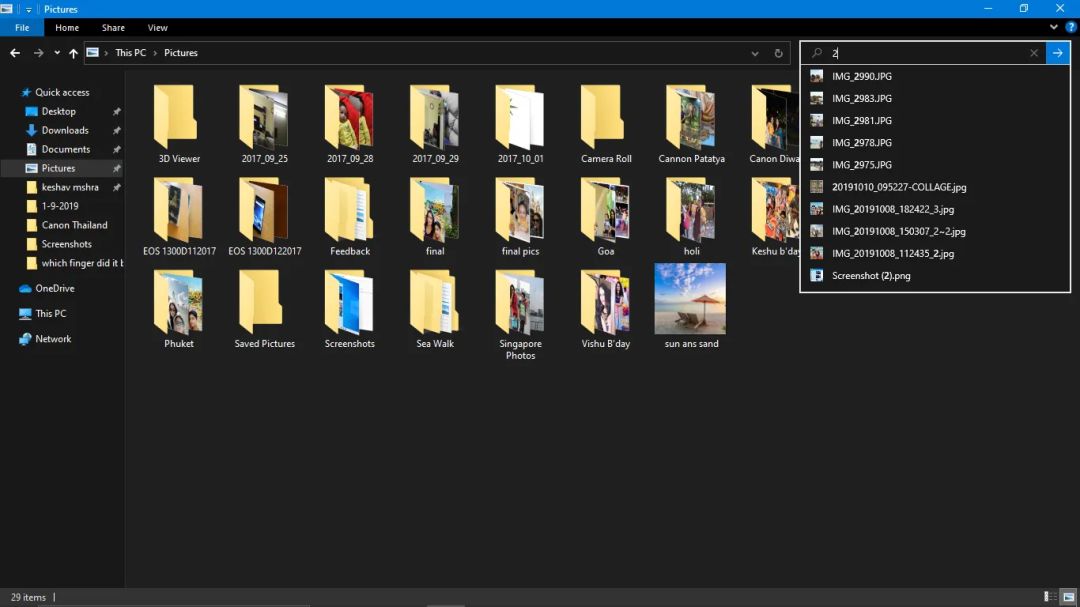 Pictures
File Home Share View
This PC Pictures
2
Quick access
Desktop
Downloads
Documents
Pictures
keshav mshra
1-9-2019
Canon Thailand
Screenshots
which finger did it b
OneDrive
This PC
Network
3D Viewer 2017_09_25 2017_09_28 2017_09_29 2017_10_01 Camera Roll Cannon Patatya Canon Diwa
EOS 1300D112017 EOS 1300D122017 Feedback final final pics Goa holi Keshu b'day
Phuket Saved Pictures Screenshots Sea Walk Singapore Photos Vishu B'day sun ans sand
IMG_2990.JPG
IMG_2983.JPG
IMG_2981.JPG
IMG_2978.JPG
IMG_2975.JPG
20191010_095227-COLLAGE.jpg
IMG_20191008_182422_3.jpg
IMG_20191008_150307_2~2.jpg
IMG_20191008_112435_2.jpg
Screenshot (2).png
29 items